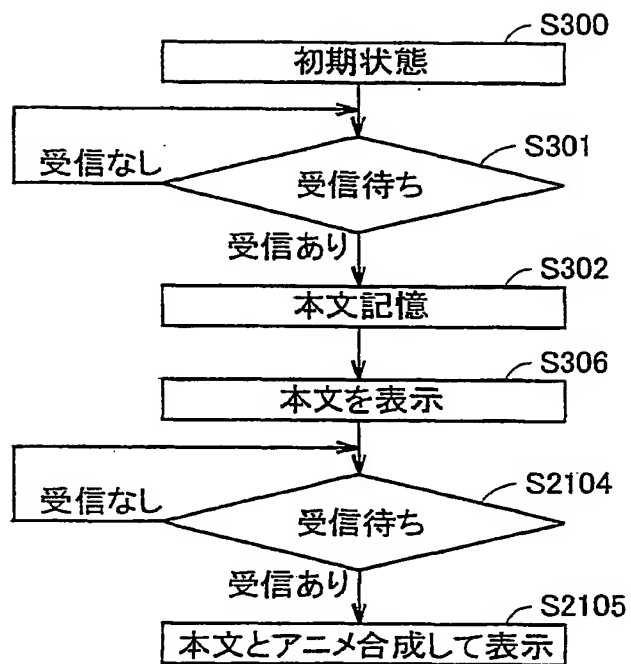 S300
初期状態
S301
受信なし
受信待ち
受信あり
S302
本文記憶
S306
本文を表示
S2104
受信なし
受信待ち
受信あり
S2105
本文とアニメ合成して表示